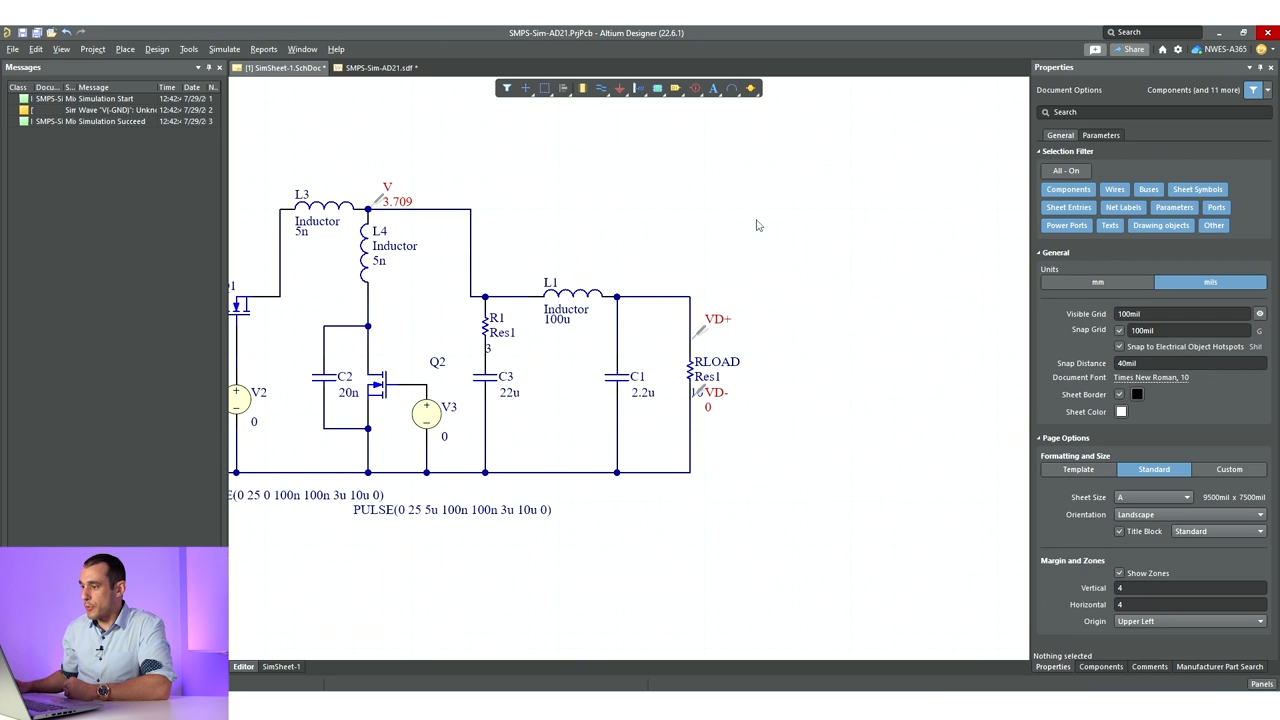 SMPS-Sim-AD21.PrjPcb - Altium Designer (22.6.1)
Search
File Edit View Project Place Design Tools Simulate Reports Window Help
Share
NWES-A365
Messages
[1] SimSheet-1.SchDoc *
SMPS-Sim-AD21.sdf *
Properties
Class Docu... S... Message Time Date N...
SMPS-Si Mi Simulation Start 12:42: 7/29/2 1
Sim Wave "V(-GND)": Unkn 12:42: 7/29/2 2
SMPS-Si Mi Simulation Succeed 12:42: 7/29/2 3
Document Options
Components (and 11 more)
Search
General
Parameters
Selection Filter
All - On
Components
Wires
Buses
Sheet Symbols
Sheet Entries
Net Labels
Parameters
Ports
Power Ports
Texts
Drawing objects
Other
General
Units
mm
mils
Visible Grid
100mil
Snap Grid
100mil
G
Snap to Electrical Object Hotspots
Shi
Snap Distance
40mil
Document Font
Times New Roman, 10
Sheet Border
Sheet Color
Page Options
Formatting and Size
Template
Standard
Custom
Sheet Size
A
9500mil x 7500mil
Orientation
Landscape
Title Block
Standard
Margin and Zones
Show Zones
Vertical
4
Horizontal
4
Origin
Upper Left
Nothing selected
Properties
Components
Comments
Manufacturer Part Search
Panels
V
3.709
L3
Inductor
5n
L4
Inductor
5n
L1
Inductor
100u
R1
Res1
3
VD+
Q2
RLOAD
Res1
VD-
0
C2
20n
C3
22u
C1
2.2u
V2
0
V3
0
E(0 25 0 100n 100n 3u 10u 0)
PULSE(0 25 5u 100n 100n 3u 10u 0)
Editor
SimSheet-1